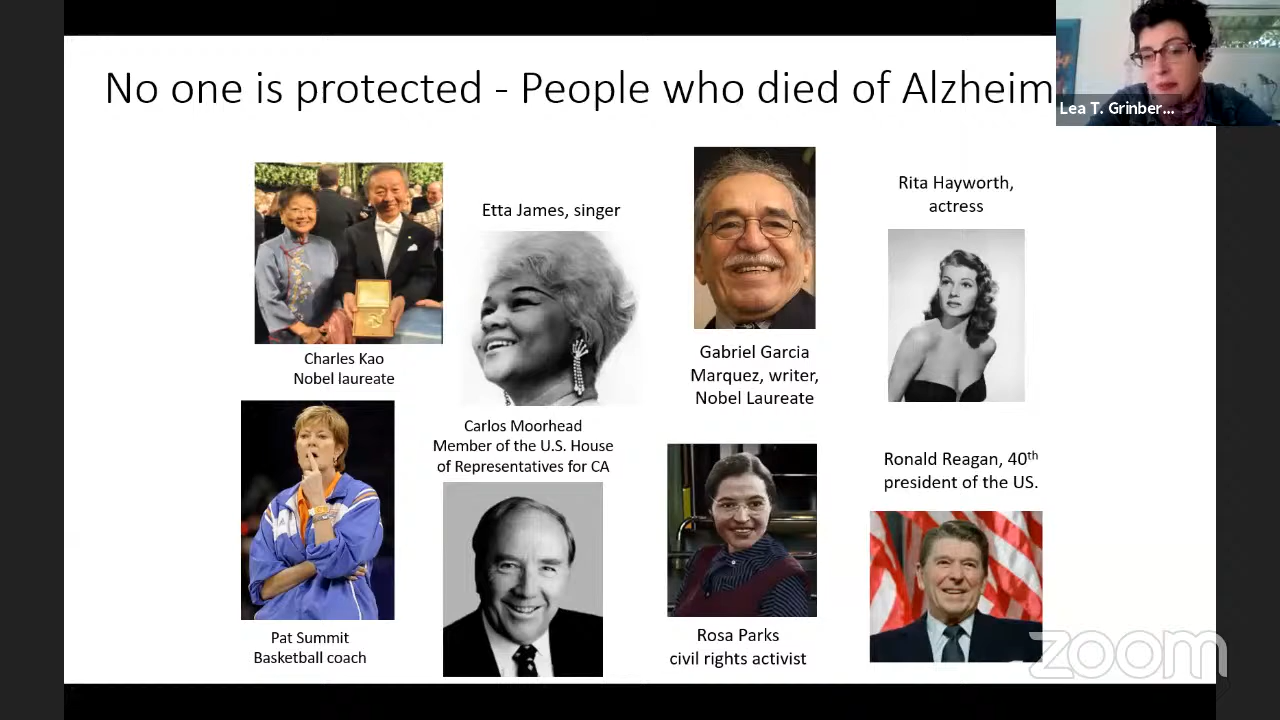 No one is protected - People who died of Alzheim
Lea T. Grinber...
Charles Kao
Nobel laureate
Etta James, singer
Gabriel Garcia
Marquez, writer,
Nobel Laureate
Rita Hayworth,
actress
Pat Summit
Basketball coach
Carlos Moorhead
Member of the U.S. House
of Representatives for CA
Rosa Parks
civil rights activist
Ronald Reagan, 40th
president of the US.
zoom